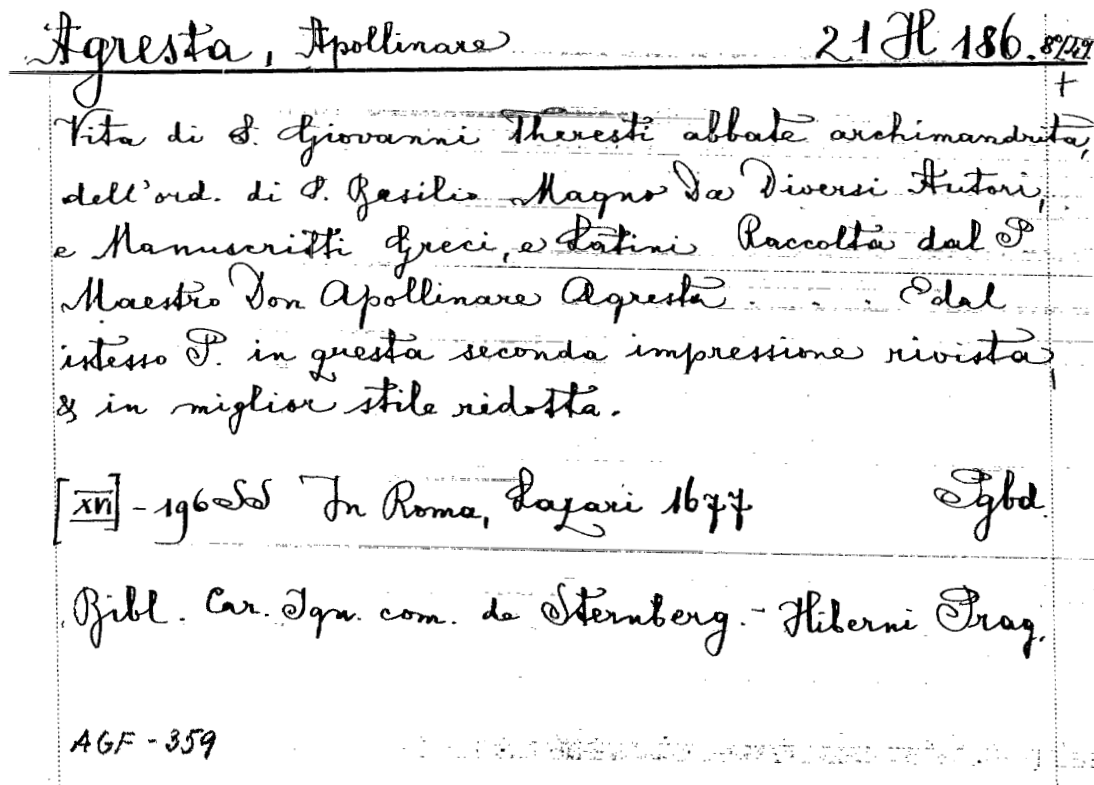 Agresta, Apollinare 21 H 186.
+
Vita di S. Giovanni Theresti abbate archimandrita,
dell'ord. di S. Basilio Magno Da Diversi Autori,
e Manuscritti Greci, e Latini Raccolta dal P.
Maestro Don Apollinare Agresta . . . Edal
istesso P. in questa seconda impressione rivista,
& in miglior stile ridotta.
[XVI] - 196 SS In Roma, Lazari 1677 Pgbd.
Bibl. Car. Ign. com. de Sternberg. - Hiberni Prag.
AGF - 359